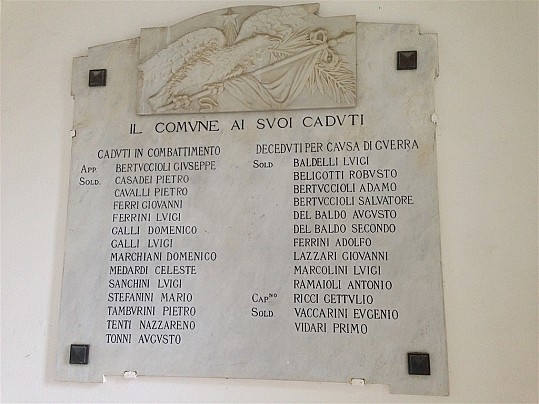 IL COMVNE AI SVOI CADVTI
CADVTI IN COMBATTIMENTO
App. BERTVCCIOLI GIVSEPPE
Sold. CASADEI PIETRO
CAVALLI PIETRO
FERRI GIOVANNI
FERRINI LVIGI
GALLI DOMENICO
GALLI LVIGI
MARCHIANI DOMENICO
MEDARDI CELESTE
SANCHINI LVIGI
STEFANINI MARIO
TAMBVRINI PIETRO
TENTI NAZZARENO
TONNI AVGVSTO
DECEDVTI PER CAVSA DI GVERRA
Sold. BALDELLI LVIGI
BELIGOTTI ROBVSTO
BERTVCCIOLI ADAMO
BERTVCCIOLI SALVATORE
DEL BALDO AVGVSTO
DEL BALDO SECONDO
FERRINI ADOLFO
LAZZARI GIOVANNI
MARCOLINI LVIGI
RAMAIOLI ANTONIO
Capno RICCI GETTVLIO
Sold. VACCARINI EVGENIO
VIDARI PRIMO